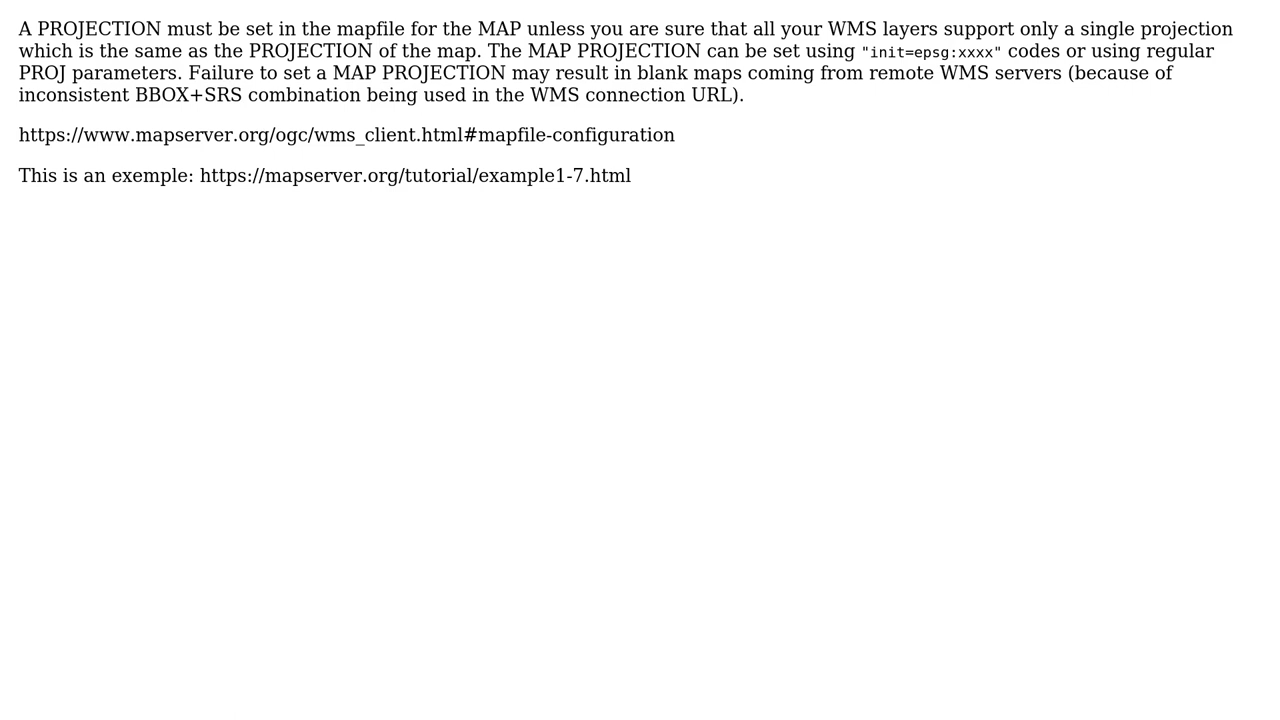 A PROJECTION must be set in the mapfile for the MAP unless you are sure that all your WMS layers support only a single projection
which is the same as the PROJECTION of the map. The MAP PROJECTION can be set using "init=epsg:xxxx" codes or using regular
PROJ parameters. Failure to set a MAP PROJECTION may result in blank maps coming from remote WMS servers (because of
inconsistent BBOX+SRS combination being used in the WMS connection URL).
https://www.mapserver.org/ogc/wms_client.html#mapfile-configuration
This is an exemple: https://mapserver.org/tutorial/example1-7.html